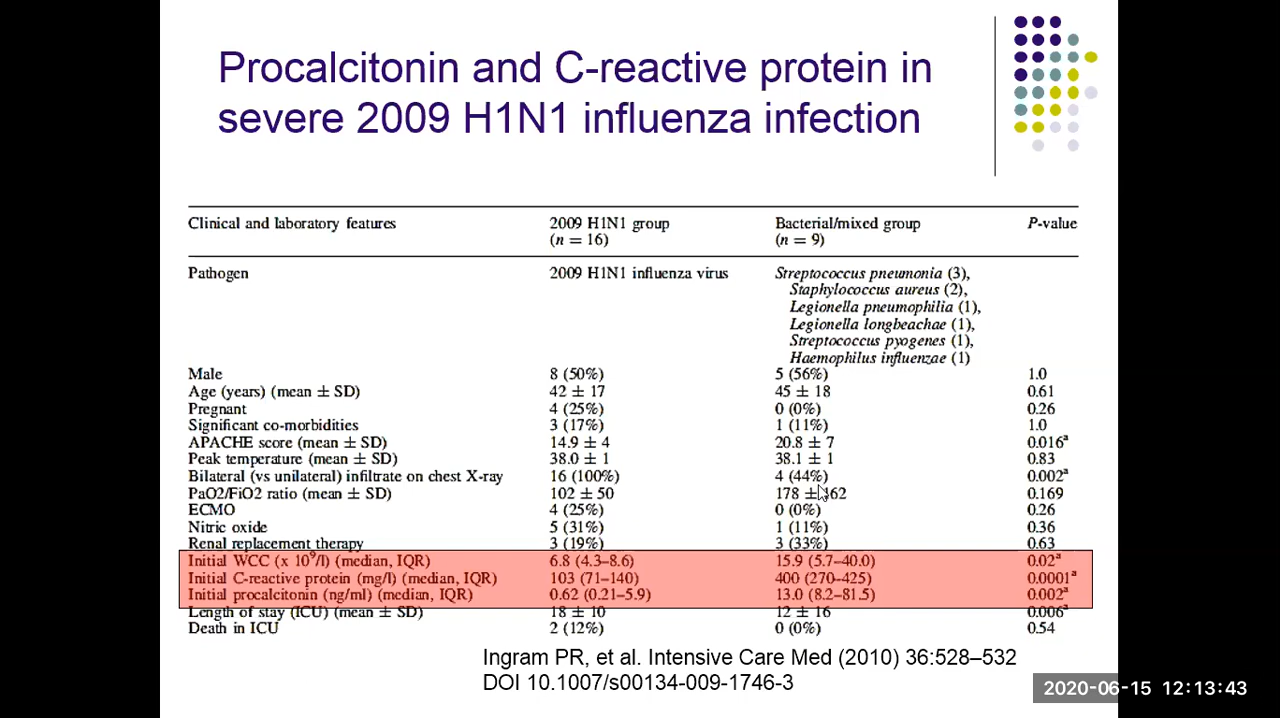 Procalcitonin and C-reactive protein in
severe 2009 H1N1 influenza infection
Clinical and laboratory features 2009 H1N1 group (n = 16) Bacterial/mixed group (n = 9) P-value
Pathogen 2009 H1N1 influenza virus Streptococcus pneumonia (3),
Staphylococcus aureus (2),
Legionella pneumophilia (1),
Legionella longbeachae (1),
Streptococcus pyogenes (1),
Haemophilus influenzae (1)
Male 8 (50%) 5 (56%) 1.0
Age (years) (mean ± SD) 42 ± 17 45 ± 18 0.61
Pregnant 4 (25%) 0 (0%) 0.26
Significant co-morbidities 3 (17%) 1 (11%) 1.0
APACHE score (mean ± SD) 14.9 ± 4 20.8 ± 7 0.016a
Peak temperature (mean ± SD) 38.0 ± 1 38.1 ± 1 0.83
Bilateral (vs unilateral) infiltrate on chest X-ray 16 (100%) 4 (44%) 0.002a
PaO2/FiO2 ratio (mean ± SD) 102 ± 50 178 ± 162 0.169
ECMO 4 (25%) 0 (0%) 0.26
Nitric oxide 5 (31%) 1 (11%) 0.36
Renal replacement therapy 3 (19%) 3 (33%) 0.63
Initial WCC (x 10⁹/l) (median, IQR) 6.8 (4.3–8.6) 15.9 (5.7–40.0) 0.02a
Initial C-reactive protein (mg/l) (median, IQR) 103 (71–140) 400 (270–425) 0.0001a
Initial procalcitonin (ng/ml) (median, IQR) 0.62 (0.21–5.9) 13.0 (8.2–81.5) 0.002a
Length of stay (ICU) (mean ± SD) 18 ± 10 12 ± 16 0.006a
Death in ICU 2 (12%) 0 (0%) 0.54
Ingram PR, et al. Intensive Care Med (2010) 36:528–532
DOI 10.1007/s00134-009-1746-3
2020-06-15 12:13:43